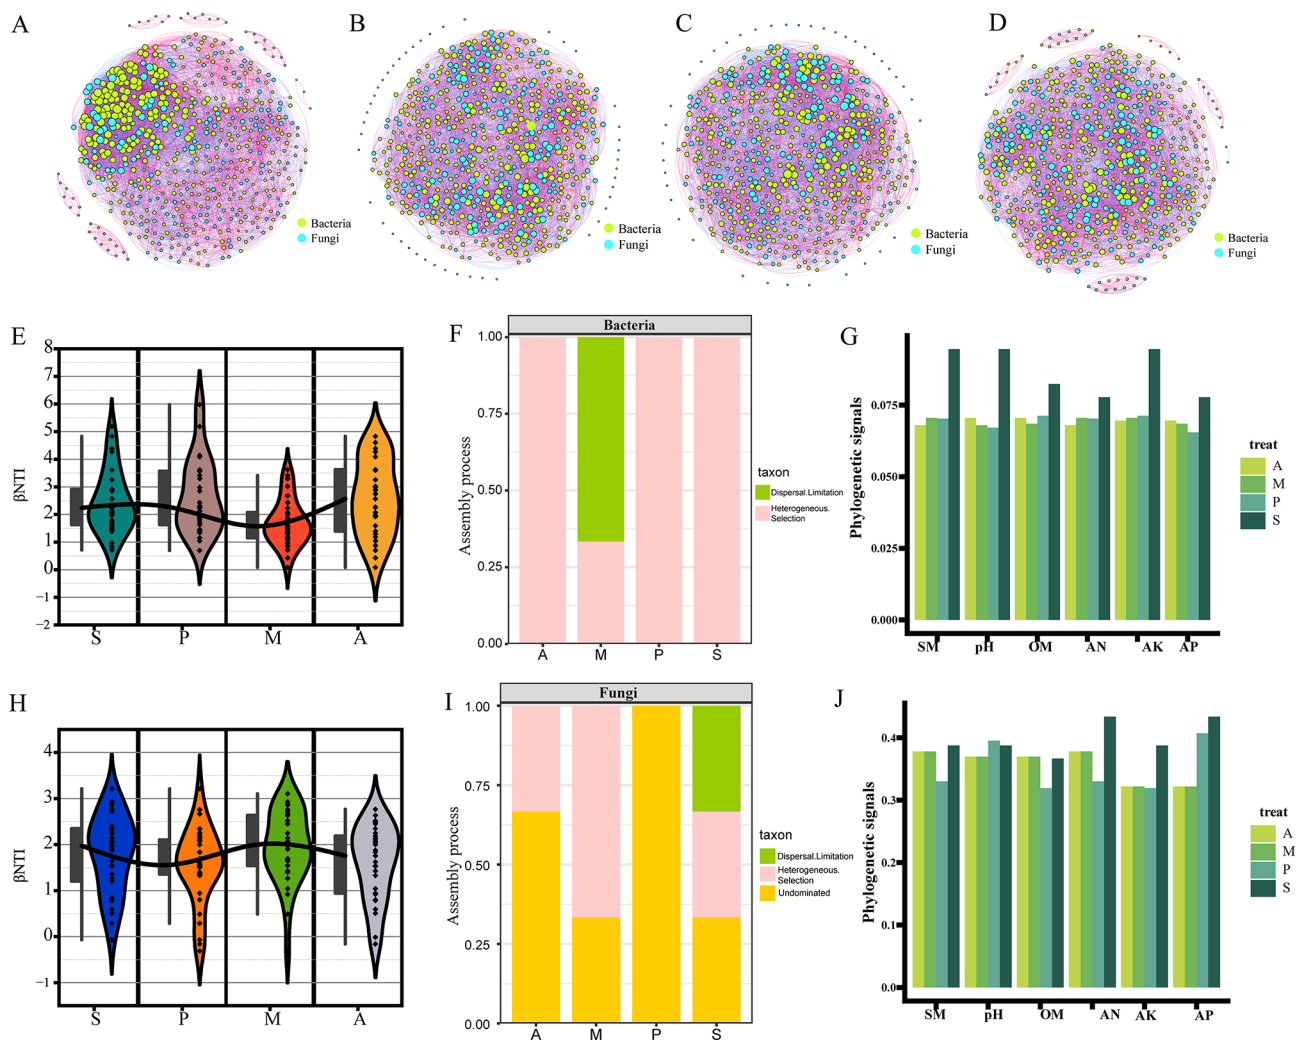 A
B
C
D
Bacteria
Fungi
Bacteria
Fungi
Bacteria
Fungi
Bacteria
Fungi
E
8
7
6
5
4
3
2
1
0
−1
−2
βNTI
S
P
M
A
F
Bacteria
1.00
0.75
0.50
0.25
0.00
Assembly process
A
M
P
S
taxon
Dispersal.Limitation
Heterogeneous.
Selection
G
0.075
0.050
0.025
0.000
Phylogenetic signals
SM
pH
OM
AN
AK
AP
treat
A
M
P
S
H
4
3
2
1
0
−1
βNTI
S
P
M
A
I
Fungi
1.00
0.75
0.50
0.25
0.00
Assembly process
A
M
P
S
taxon
Dispersal.Limitation
Heterogeneous.
Selection
Undominated
J
0.4
0.3
0.2
0.1
0.0
Phylogenetic signals
SM
pH
OM
AN
AK
AP
treat
A
M
P
S